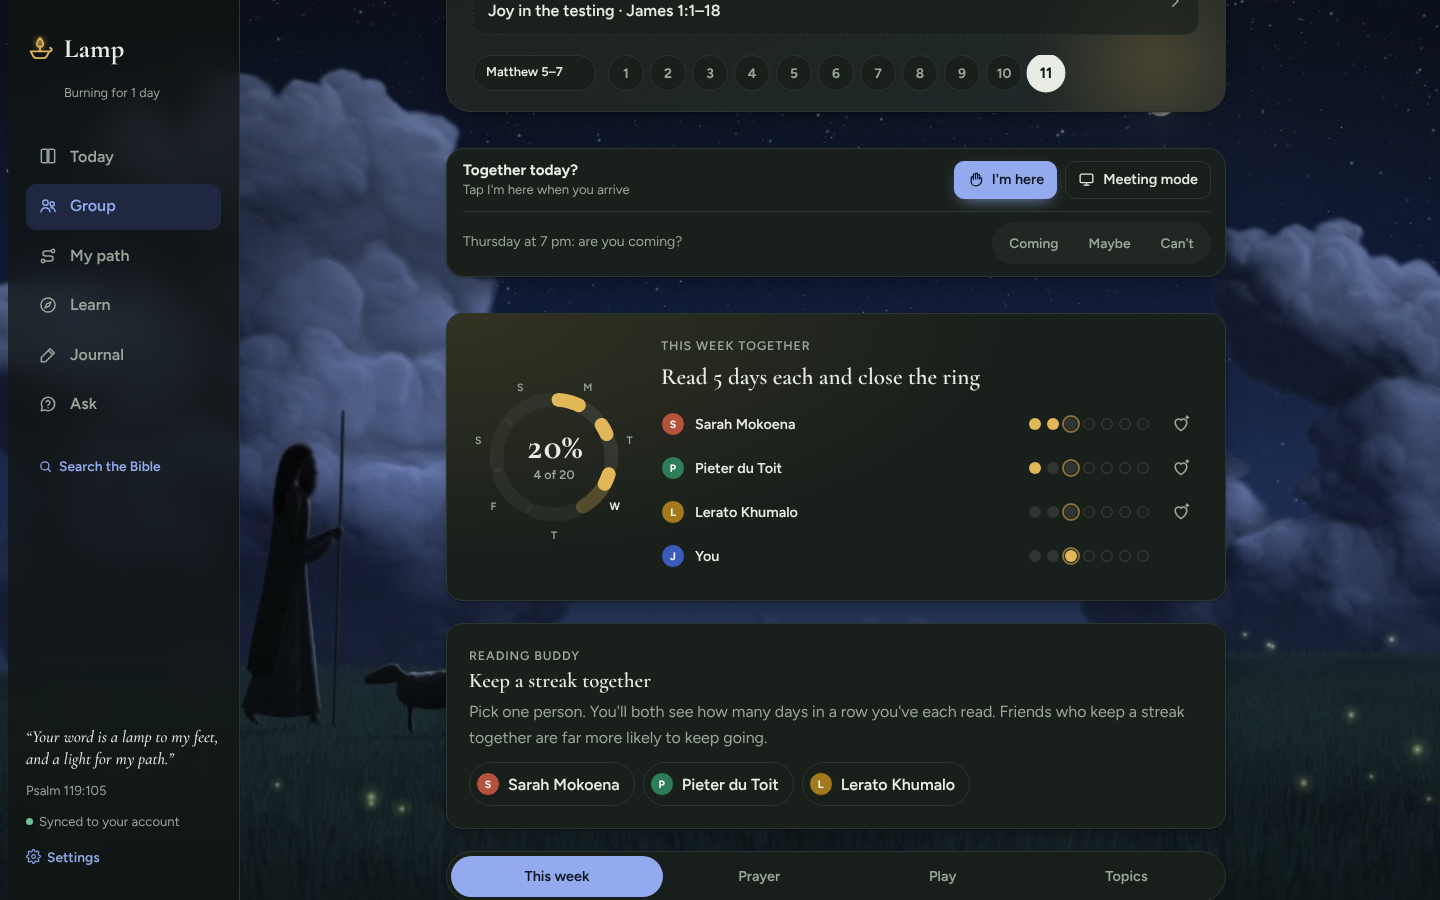 Lamp
Burning for 1 day
Today
Group
My path
Learn
Journal
Ask
Search the Bible
“Your word is a lamp to my feet,
and a light for my path.”
Psalm 119:105
Synced to your account
Settings
Joy in the testing · James 1:1–18
Matthew 5–7 1 2 3 4 5 6 7 8 9 10 11
Together today?
Tap I'm here when you arrive
I'm here
Meeting mode
Thursday at 7 pm: are you coming?
Coming Maybe Can't
THIS WEEK TOGETHER
Read 5 days each and close the ring
S M
S T
20%
4 of 20
F W
T
S Sarah Mokoena
P Pieter du Toit
L Lerato Khumalo
J You
READING BUDDY
Keep a streak together
Pick one person. You'll both see how many days in a row you've each read. Friends who keep a streak
together are far more likely to keep going.
S Sarah Mokoena P Pieter du Toit L Lerato Khumalo
This week Prayer Play Topics